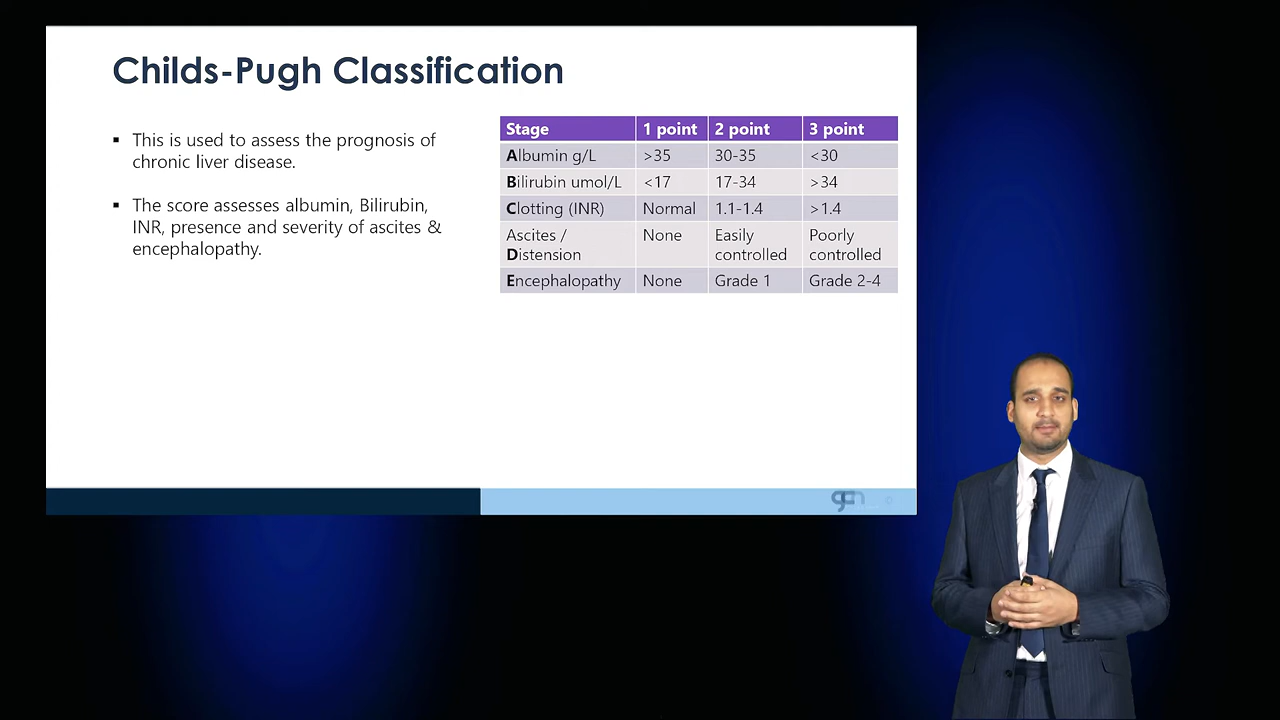 Childs-Pugh Classification
▪ This is used to assess the prognosis of
chronic liver disease.
▪ The score assesses albumin, Bilirubin,
INR, presence and severity of ascites &
encephalopathy.
Stage 1 point 2 point 3 point
Albumin g/L >35 30-35 <30
Bilirubin umol/L <17 17-34 >34
Clotting (INR) Normal 1.1-1.4 >1.4
Ascites / None Easily Poorly
Distension controlled controlled
Encephalopathy None Grade 1 Grade 2-4